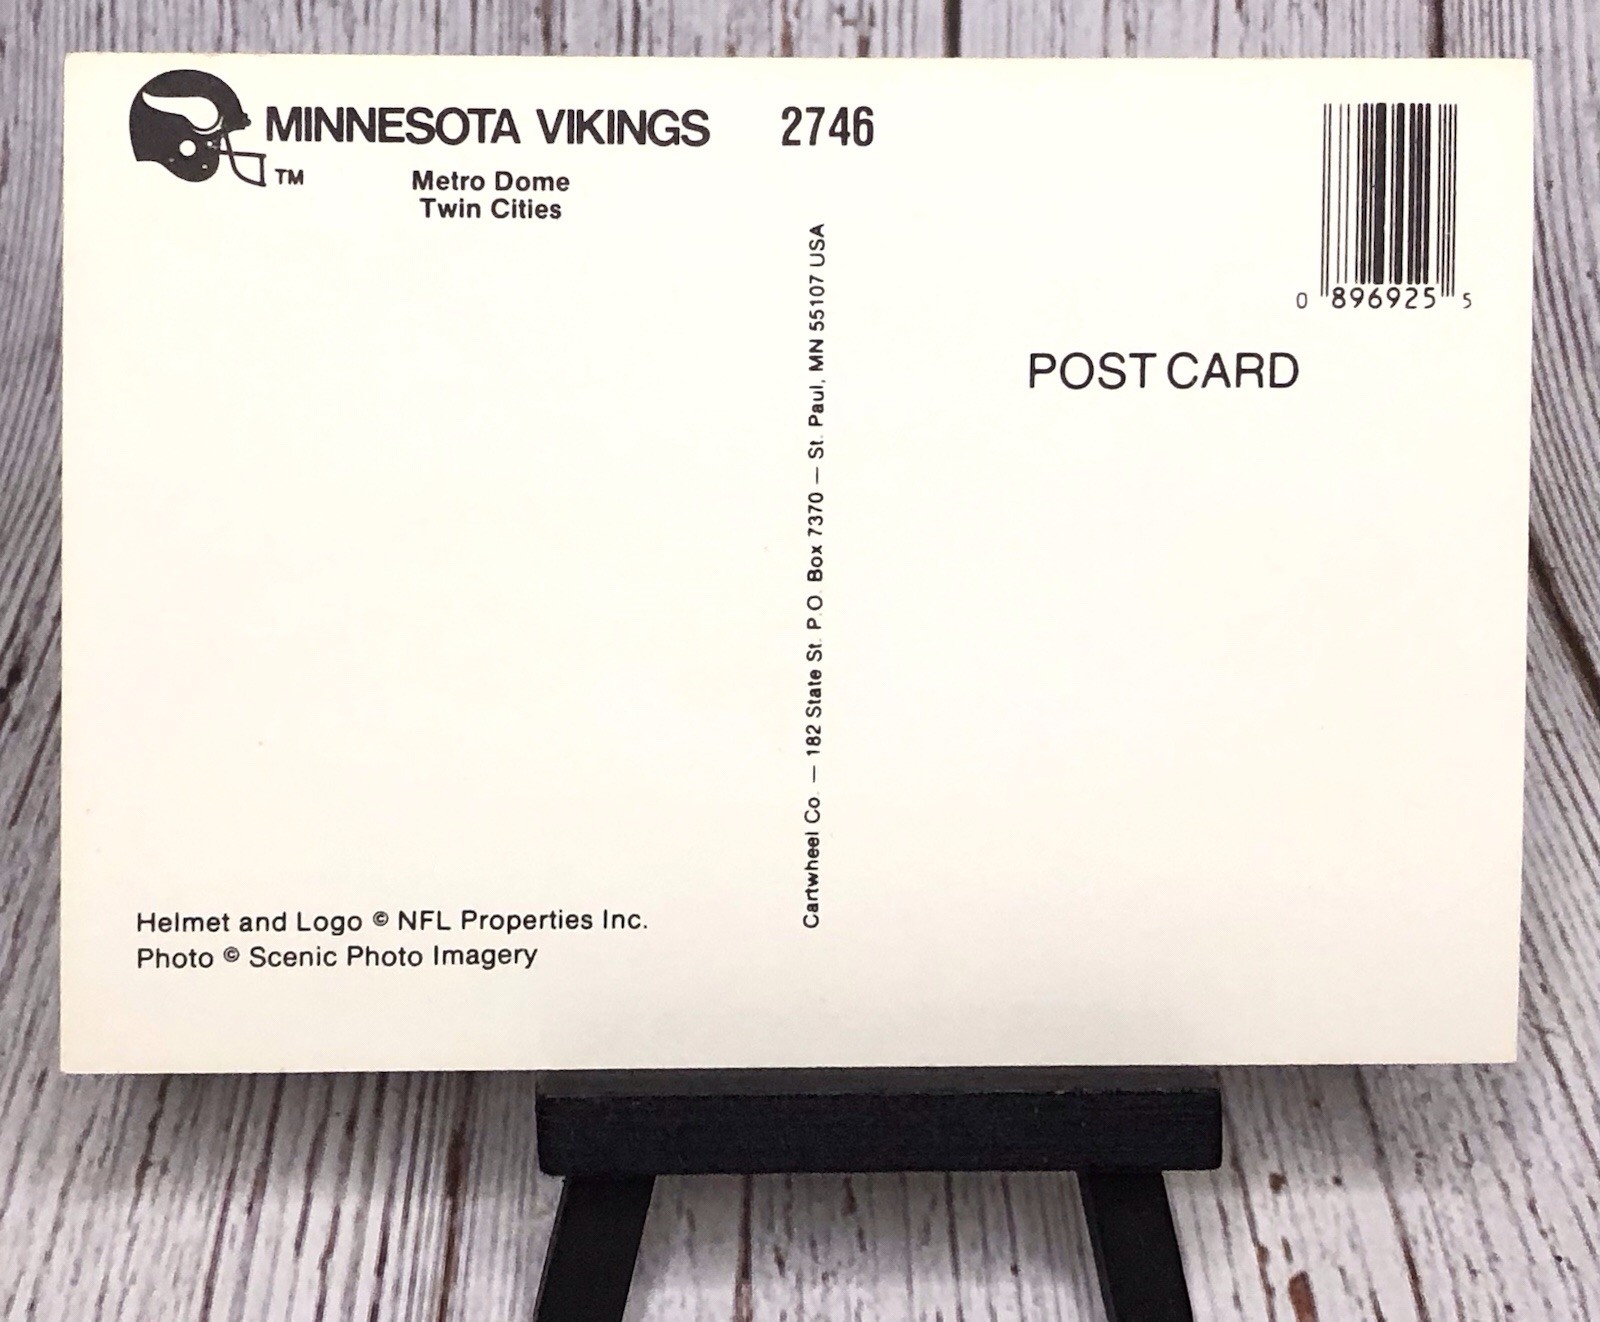 MINNESOTA VIKINGS 2746
TM
Metro Dome
Twin Cities
0 896925 5
POST CARD
Cartwheel Co. — 182 State St. P.O. Box 7370 — St. Paul, MN 55107 USA
Helmet and Logo © NFL Properties Inc.
Photo © Scenic Photo Imagery